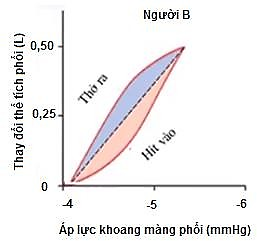 Người B
Thay đổi thể tích phổi (L)
0,50
0,25
0
Thở ra
Hít vào
-4
-5
-6
Áp lực khoang màng phổi (mmHg)